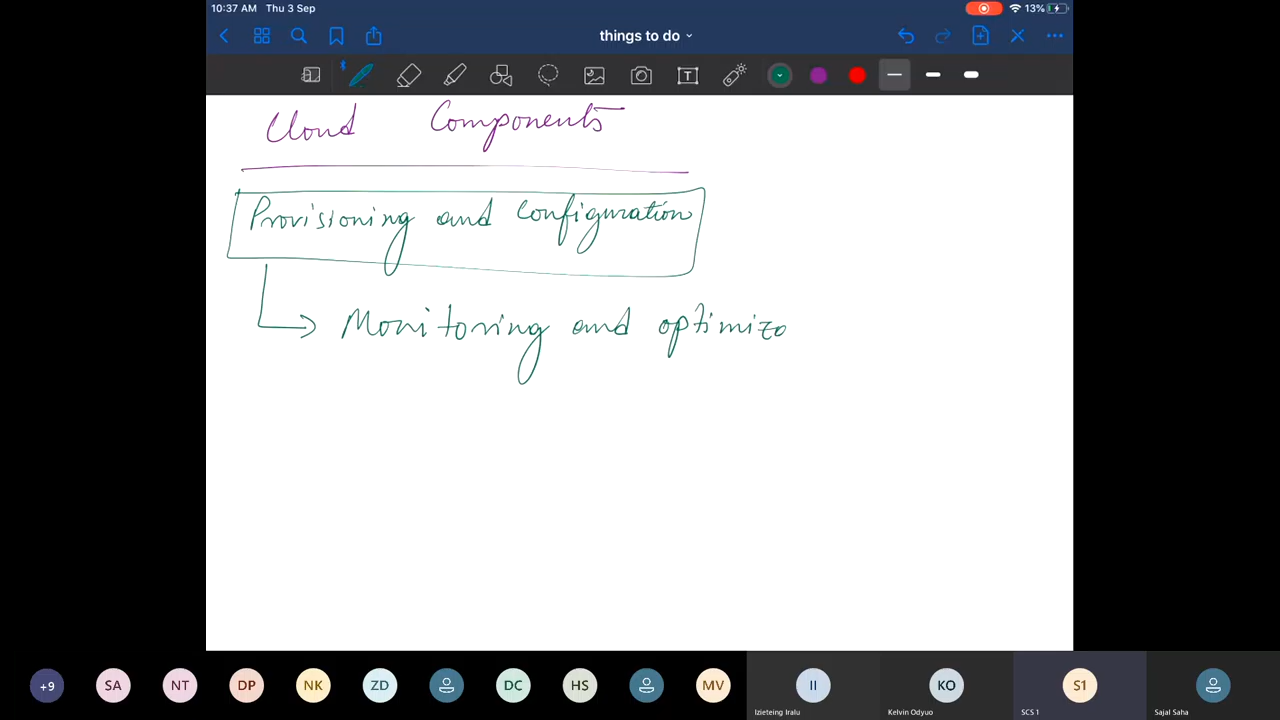 10:37 AM Thu 3 Sep
13%
things to do
T
Cloud Components
Provisioning and Configuration
Monitoring and optimiza
+9 SA NT DP NK ZD DC HS MV II KO S1
Izieteing Iralu Kelvin Odyuo SCS 1 Sajal Saha